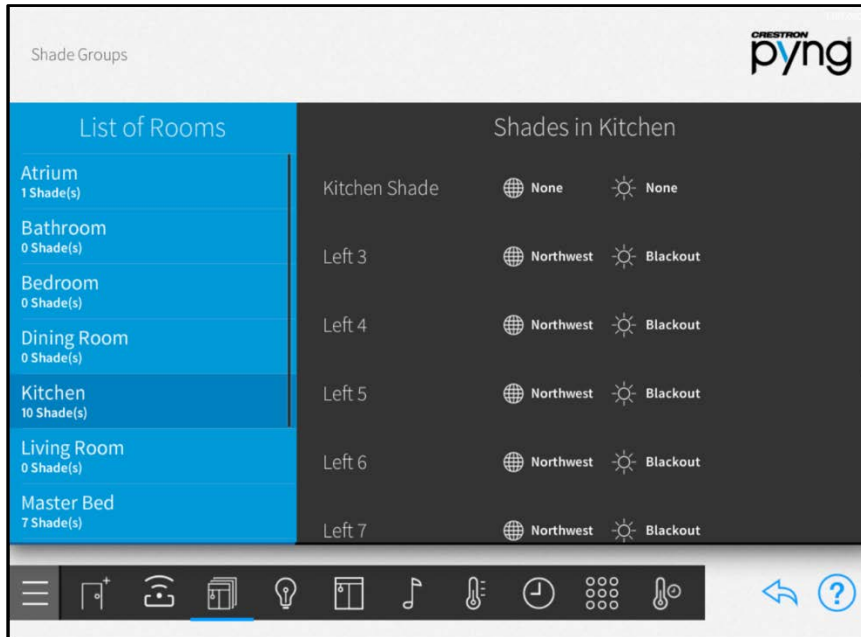 Shade Groups
CRESTRON
pyng
List of Rooms
Atrium
1 Shade(s)
Bathroom
0 Shade(s)
Bedroom
0 Shade(s)
Dining Room
0 Shade(s)
Kitchen
10 Shade(s)
Living Room
0 Shade(s)
Master Bed
7 Shade(s)
Shades in Kitchen
Kitchen Shade None None
Left 3 Northwest Blackout
Left 4 Northwest Blackout
Left 5 Northwest Blackout
Left 6 Northwest Blackout
Left 7 Northwest Blackout
?